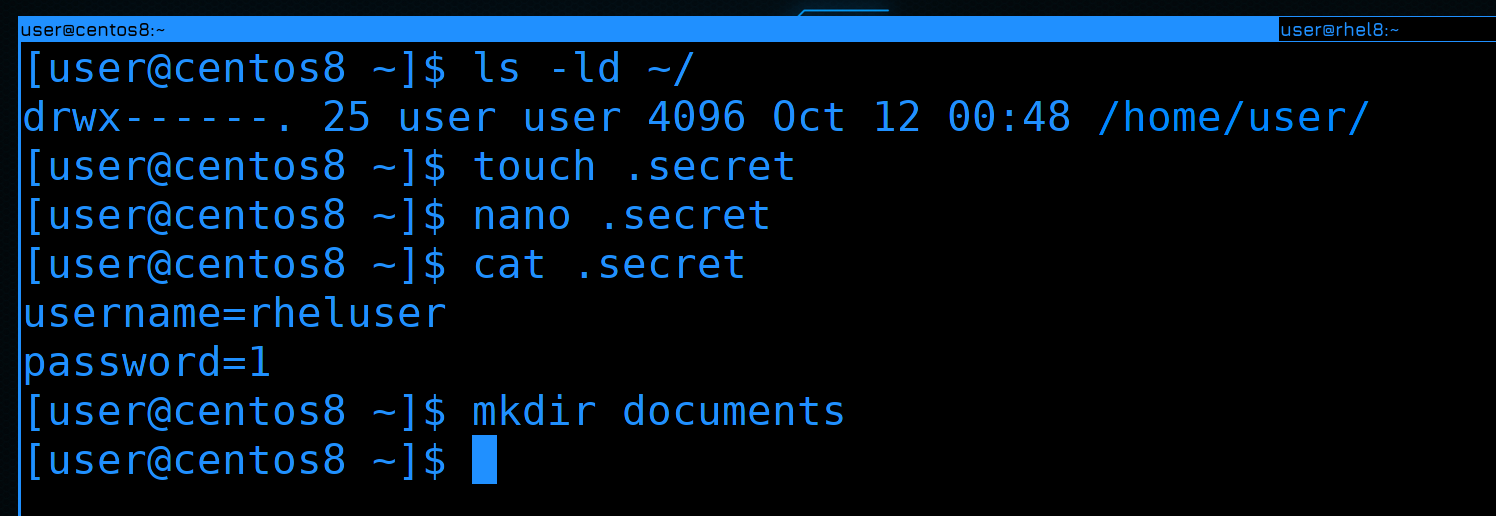 user@centos8:~
user@rhel8:~
[user@centos8 ~]$ ls -ld ~/
drwx------. 25 user user 4096 Oct 12 00:48 /home/user/
[user@centos8 ~]$ touch .secret
[user@centos8 ~]$ nano .secret
[user@centos8 ~]$ cat .secret
username=rheluser
password=1
[user@centos8 ~]$ mkdir documents
[user@centos8 ~]$